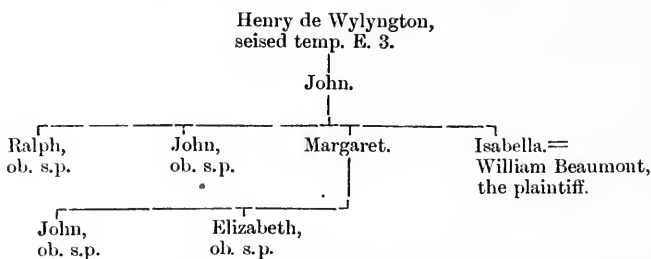 Henry de Wylyngton,
seised temp. E. 3.
John.
Ralph,
ob. s.p.
John,
ob. s.p.
Margaret.
Isabella.=
William Beaumont,
the plaintiff.
John,
ob. s.p.
Elizabeth,
ob. s.p.